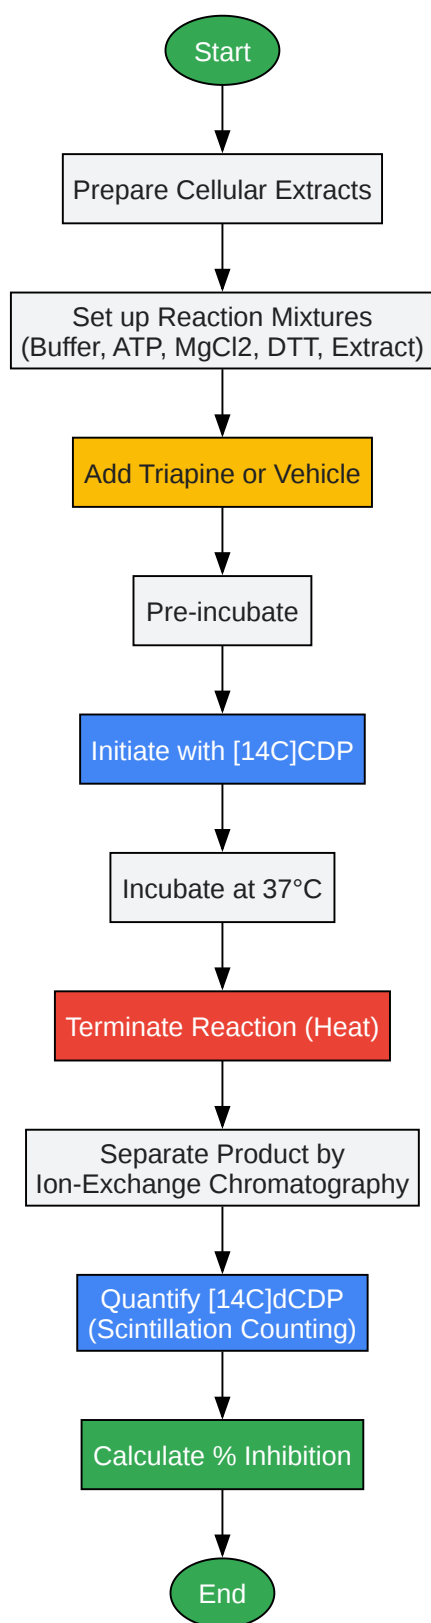 Start
Prepare Cellular Extracts
Set up Reaction Mixtures
(Buffer, ATP, MgCl2, DTT, Extract)
Add Triapine or Vehicle
Pre-incubate
Initiate with [14C]CDP
Incubate at 37°C
Terminate Reaction (Heat)
Separate Product by
Ion-Exchange Chromatography
Quantify [14C]dCDP
(Scintillation Counting)
Calculate % Inhibition
End